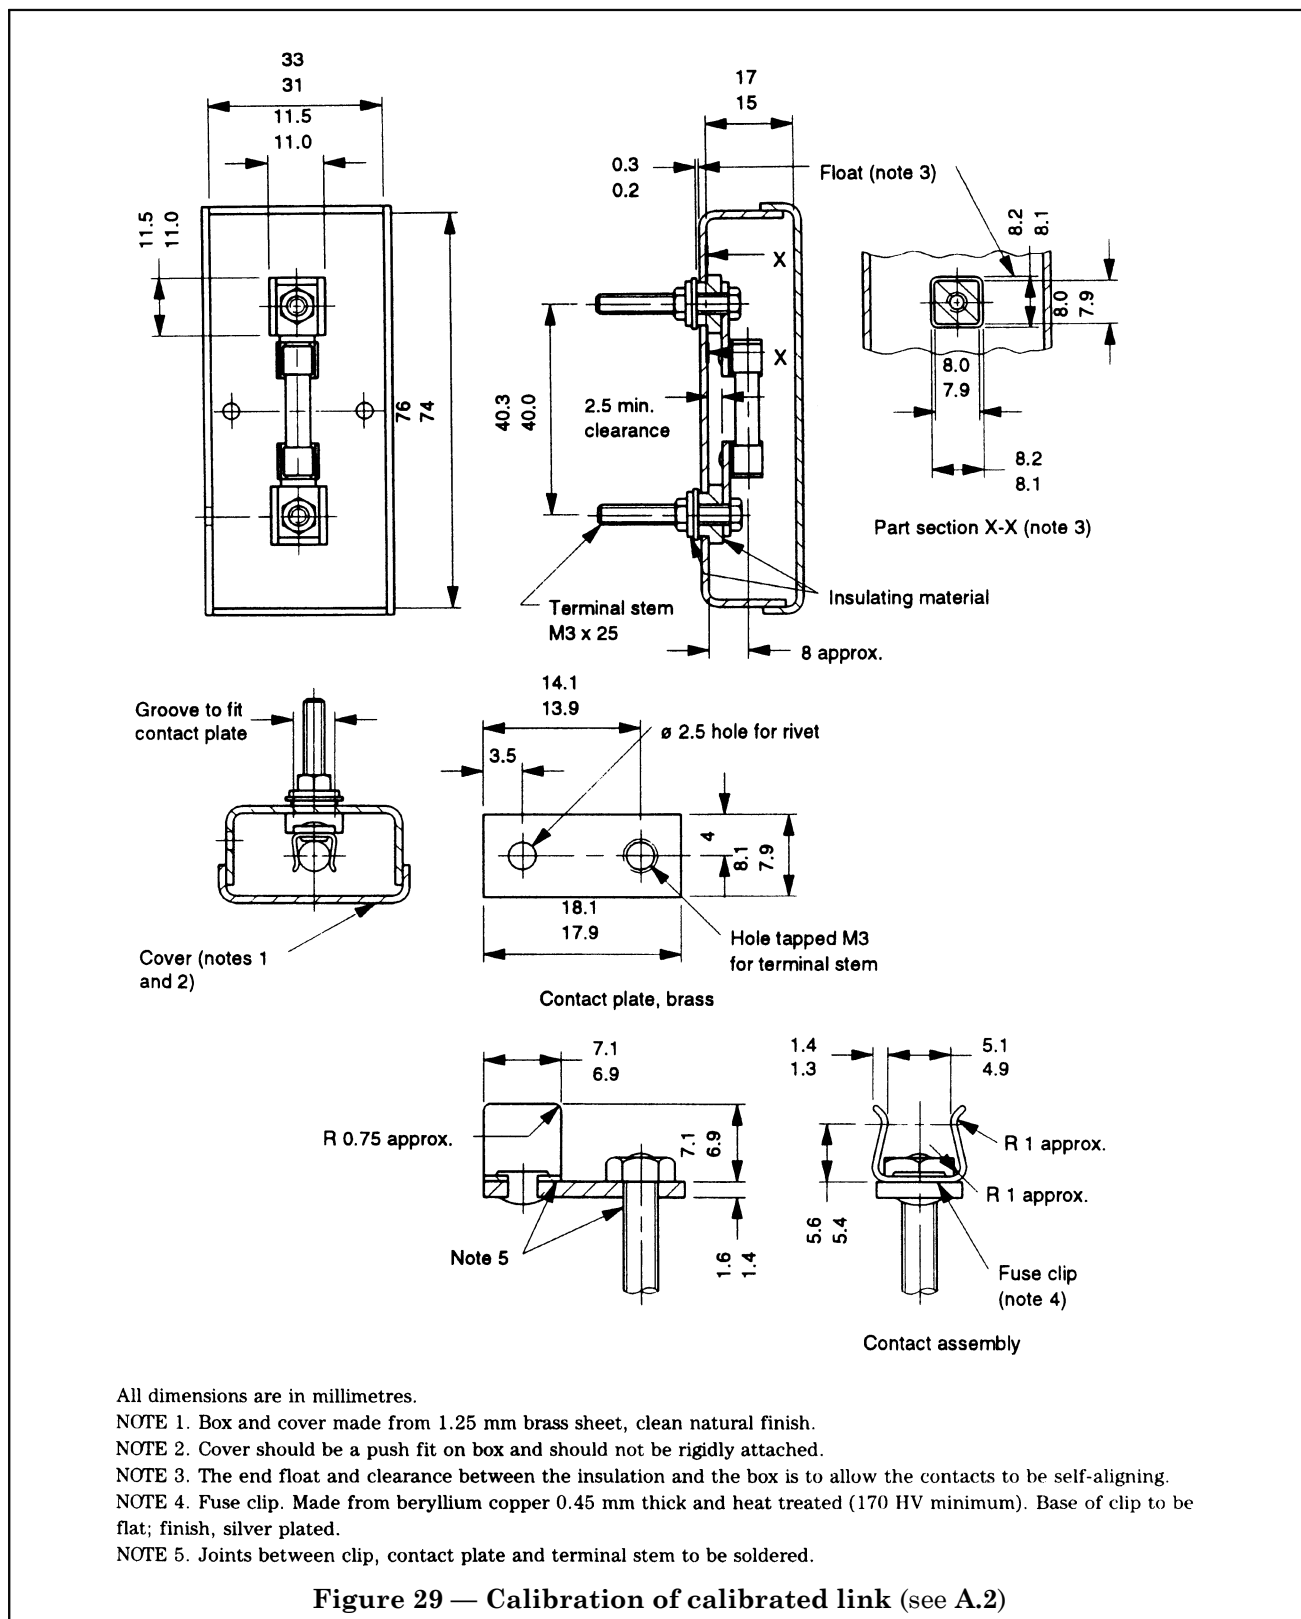 33
31
11.5
11.0
11.5
11.0
76
74
17
15
0.3
0.2
Float (note 3)
X
X
40.3
40.0
2.5 min.
clearance
Terminal stem
M3 x 25
Insulating material
8 approx.
8.2
8.1
8.0
7.9
8.0
7.9
8.2
8.1
Part section X-X (note 3)
Groove to fit
contact plate
Cover (notes 1
and 2)
14.1
13.9
3.5
ø 2.5 hole for rivet
4
8.1
7.9
18.1
17.9
Hole tapped M3
for terminal stem
Contact plate, brass
7.1
6.9
R 0.75 approx.
7.1
6.9
Note 5
1.6
1.4
1.4
1.3
5.1
4.9
R 1 approx.
R 1 approx.
5.6
5.4
Fuse clip
(note 4)
Contact assembly
All dimensions are in millimetres.
NOTE 1. Box and cover made from 1.25 mm brass sheet, clean natural finish.
NOTE 2. Cover should be a push fit on box and should not be rigidly attached.
NOTE 3. The end float and clearance between the insulation and the box is to allow the contacts to be self-aligning.
NOTE 4. Fuse clip. Made from beryllium copper 0.45 mm thick and heat treated (170 HV minimum). Base of clip to be
flat; finish, silver plated.
NOTE 5. Joints between clip, contact plate and terminal stem to be soldered.
Figure 29 — Calibration of calibrated link (see A.2)